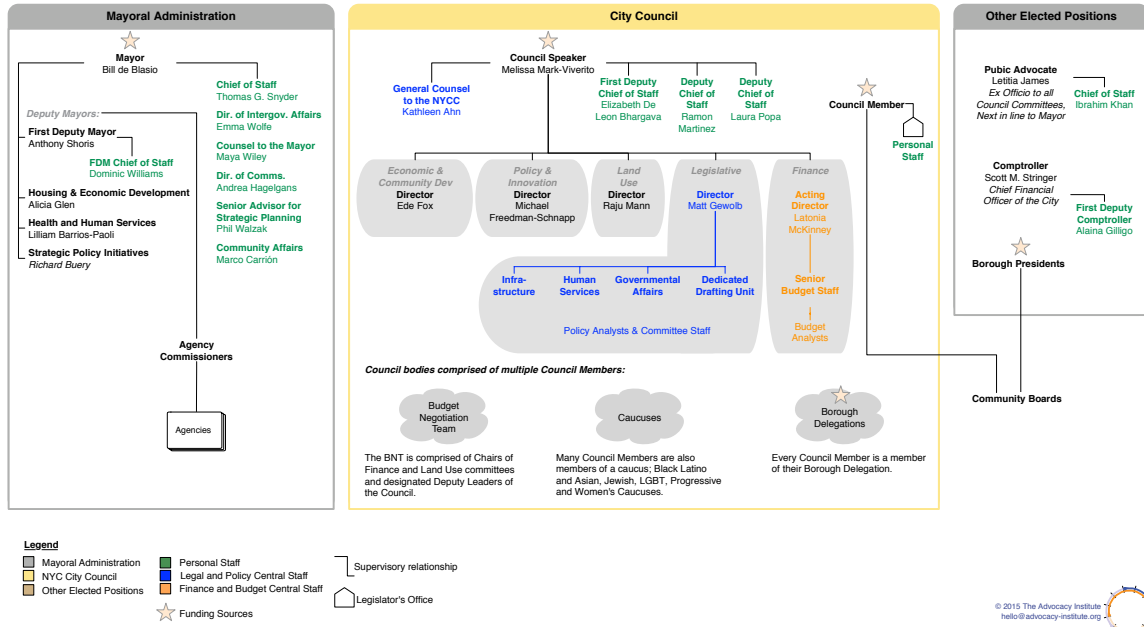 Mayoral Administration
Mayor
Bill de Blasio
Chief of Staff
Thomas G. Snyder
Dir. of Intergov. Affairs
Emma Wolfe
Counsel to the Mayor
Maya Wiley
Dir. of Comms.
Andrea Hagelgans
Senior Advisor for
Strategic Planning
Phil Walzak
Community Affairs
Marco Carrión
Deputy Mayors:
First Deputy Mayor
Anthony Shoris
FDM Chief of Staff
Dominic Williams
Housing & Economic Development
Alicia Glen
Health and Human Services
Lilliam Barrios-Paoli
Strategic Policy Initiatives
Richard Buery
Agency
Commissioners
Agencies
City Council
Council Speaker
Melissa Mark-Viverito
General Counsel
to the NYCC
Kathleen Ahn
First Deputy
Chief of Staff
Elizabeth De
Leon Bhargava
Deputy
Chief of
Staff
Ramon
Martinez
Deputy
Chief of
Staff
Laura Popa
Council Member
Personal
Staff
Economic &
Community Dev
Director
Ede Fox
Policy &
Innovation
Director
Michael
Freedman-Schnapp
Land
Use
Director
Raju Mann
Legislative
Director
Matt Gewolb
Finance
Acting
Director
Latonia
McKinney
Infra-
structure
Human
Services
Governmental
Affairs
Dedicated
Drafting Unit
Policy Analysts & Committee Staff
Senior
Budget Staff
Budget
Analysts
Council bodies comprised of multiple Council Members:
Budget
Negotiation
Team
The BNT is comprised of Chairs of
Finance and Land Use committees
and designated Deputy Leaders of
the Council.
Caucuses
Many Council Members are also
members of a caucus; Black Latino
and Asian, Jewish, LGBT, Progressive
and Women's Caucuses.
Borough
Delegations
Every Council Member is a member
of their Borough Delegation.
Other Elected Positions
Pubic Advocate
Letitia James
Ex Officio to all
Council Committees,
Next in line to Mayor
Chief of Staff
Ibrahim Khan
Comptroller
Scott M. Stringer
Chief Financial
Officer of the City
First Deputy
Comptroller
Alaina Gilligo
Borough Presidents
Community Boards
Legend
Mayoral Administration
NYC City Council
Other Elected Positions
Personal Staff
Legal and Policy Central Staff
Finance and Budget Central Staff
Funding Sources
Supervisory relationship
Legislator's Office
© 2015 The Advocacy Institute
hello@advocacy-institute.org